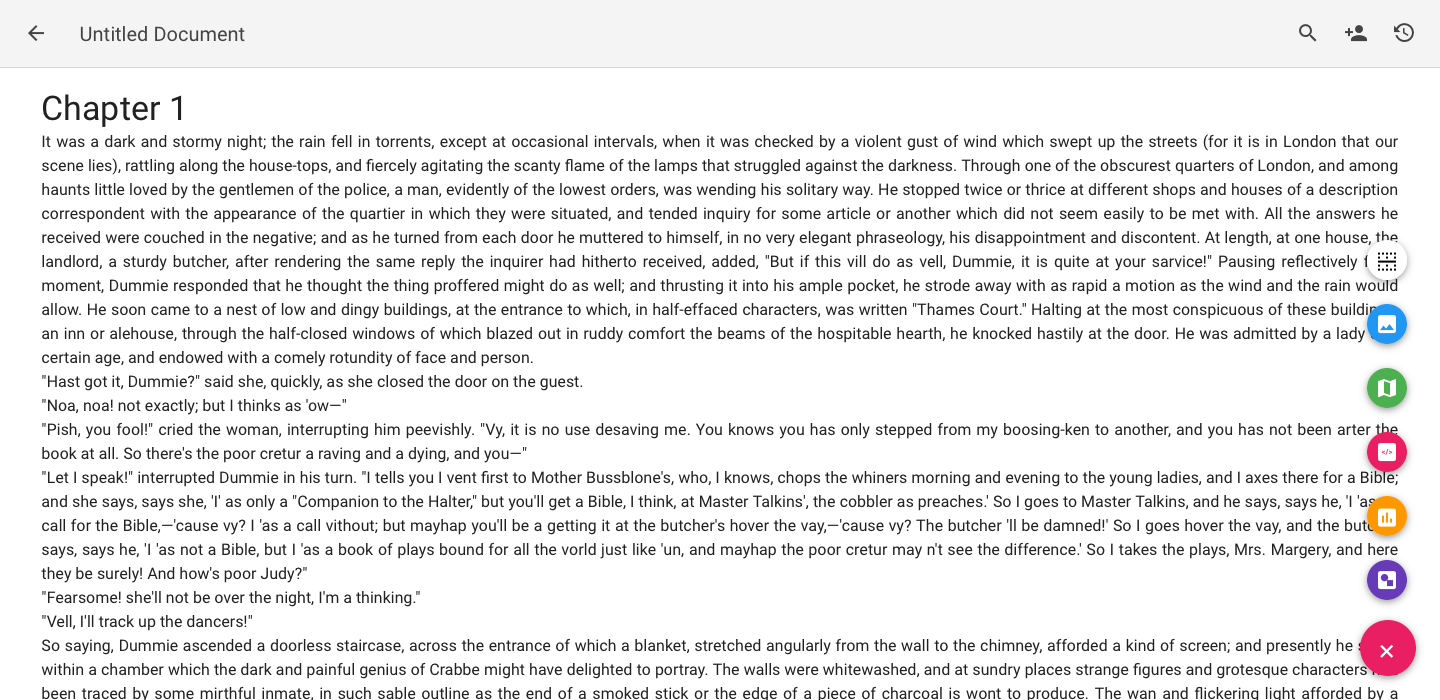 Untitled Document
Chapter 1
It was a dark and stormy night; the rain fell in torrents, except at occasional intervals, when it was checked by a violent gust of wind which swept up the streets (for it is in London that our
scene lies), rattling along the house-tops, and fiercely agitating the scanty flame of the lamps that struggled against the darkness. Through one of the obscurest quarters of London, and among
haunts little loved by the gentlemen of the police, a man, evidently of the lowest orders, was wending his solitary way. He stopped twice or thrice at different shops and houses of a description
correspondent with the appearance of the quartier in which they were situated, and tended inquiry for some article or another which did not seem easily to be met with. All the answers he
received were couched in the negative; and as he turned from each door he muttered to himself, in no very elegant phraseology, his disappointment and discontent. At length, at one house, the
landlord, a sturdy butcher, after rendering the same reply the inquirer had hitherto received, added, "But if this vill do as vell, Dummie, it is quite at your sarvice!" Pausing reflectively
moment, Dummie responded that he thought the thing proffered might do as well; and thrusting it into his ample pocket, he strode away with as rapid a motion as the wind and the rain would
allow. He soon came to a nest of low and dingy buildings, at the entrance to which, in half-effaced characters, was written "Thames Court." Halting at the most conspicuous of these
an inn or alehouse, through the half-closed windows of which blazed out in ruddy comfort the beams of the hospitable hearth, he knocked hastily at the door. He was admitted by a lady
certain age, and endowed with a comely rotundity of face and person.
"Hast got it, Dummie?" said she, quickly, as she closed the door on the guest.
"Noa, noa! not exactly; but I thinks as 'ow—"
"Pish, you fool!" cried the woman, interrupting him peevishly. "Vy, it is no use desaving me. You knows you has only stepped from my boosing-ken to another, and you has not been arter the
book at all. So there's the poor cretur a raving and a dying, and you—"
"Let I speak!" interrupted Dummie in his turn. "I tells you I vent first to Mother Bussblone's, who, I knows, chops the whiners morning and evening to the young ladies, and I axes there for a Bible;
and she says, says she, 'I' as only a "Companion to the Halter," but you'll get a Bible, I think, at Master Talkins', the cobbler as preaches.' So I goes to Master Talkins, and he says, says he, 'I
call for the Bible,—'cause vy? I 'as a call vithout; but mayhap you'll be a getting it at the butcher's hover the vay,—'cause vy? The butcher 'll be damned!' So I goes hover the vay, and the
says, says he, 'I 'as not a Bible, but I 'as a book of plays bound for all the vorld just like 'un, and mayhap the poor cretur may n't see the difference.' So I takes the plays, Mrs. Margery, and here
they be surely! And how's poor Judy?"
"Fearsome! she'll not be over the night, I'm a thinking."
"Vell, I'll track up the dancers!"
So saying, Dummie ascended a doorless staircase, across the entrance of which a blanket, stretched angularly from the wall to the chimney, afforded a kind of screen; and presently he
within a chamber which the dark and painful genius of Crabbe might have delighted to portray. The walls were whitewashed, and at sundry places strange figures and grotesque characters
been traced by some mirthful inmate, in such sable outline as the end of a smoked stick or the edge of a piece of charcoal is wont to produce. The wan and flickering light afforded by a